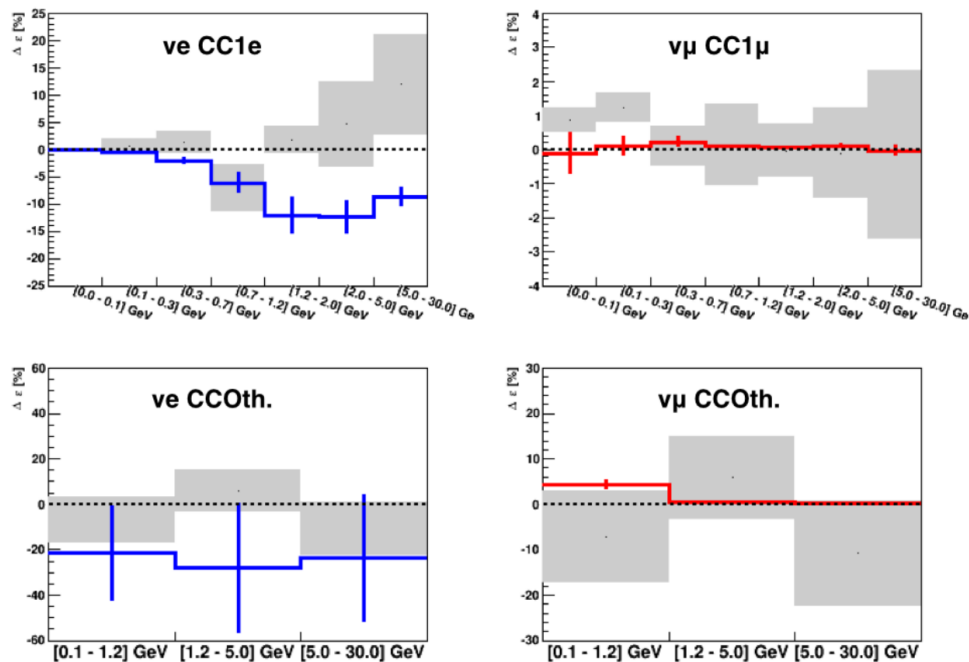 Δ ε [%]
νe CC1e
25
20
15
10
5
0
-5
-10
-15
-20
-25
[0.0 - 0.1] GeV
[0.1 - 0.3] GeV
[0.3 - 0.7] GeV
[0.7 - 1.2] GeV
[1.2 - 2.0] GeV
[2.0 - 5.0] GeV
[5.0 - 30.0] GeV
Δ ε [%]
νμ CC1μ
4
3
2
1
0
-1
-2
-3
-4
[0.0 - 0.1] GeV
[0.1 - 0.3] GeV
[0.3 - 0.7] GeV
[0.7 - 1.2] GeV
[1.2 - 2.0] GeV
[2.0 - 5.0] GeV
[5.0 - 30.0] Ge
Δ ε [%]
νe CCOth.
60
40
20
0
-20
-40
-60
[0.1 - 1.2] GeV [1.2 - 5.0] GeV [5.0 - 30.0] GeV
Δ ε [%]
νμ CCOth.
30
20
10
0
-10
-20
-30
[0.1 - 1.2] GeV [1.2 - 5.0] GeV [5.0 - 30.0] GeV